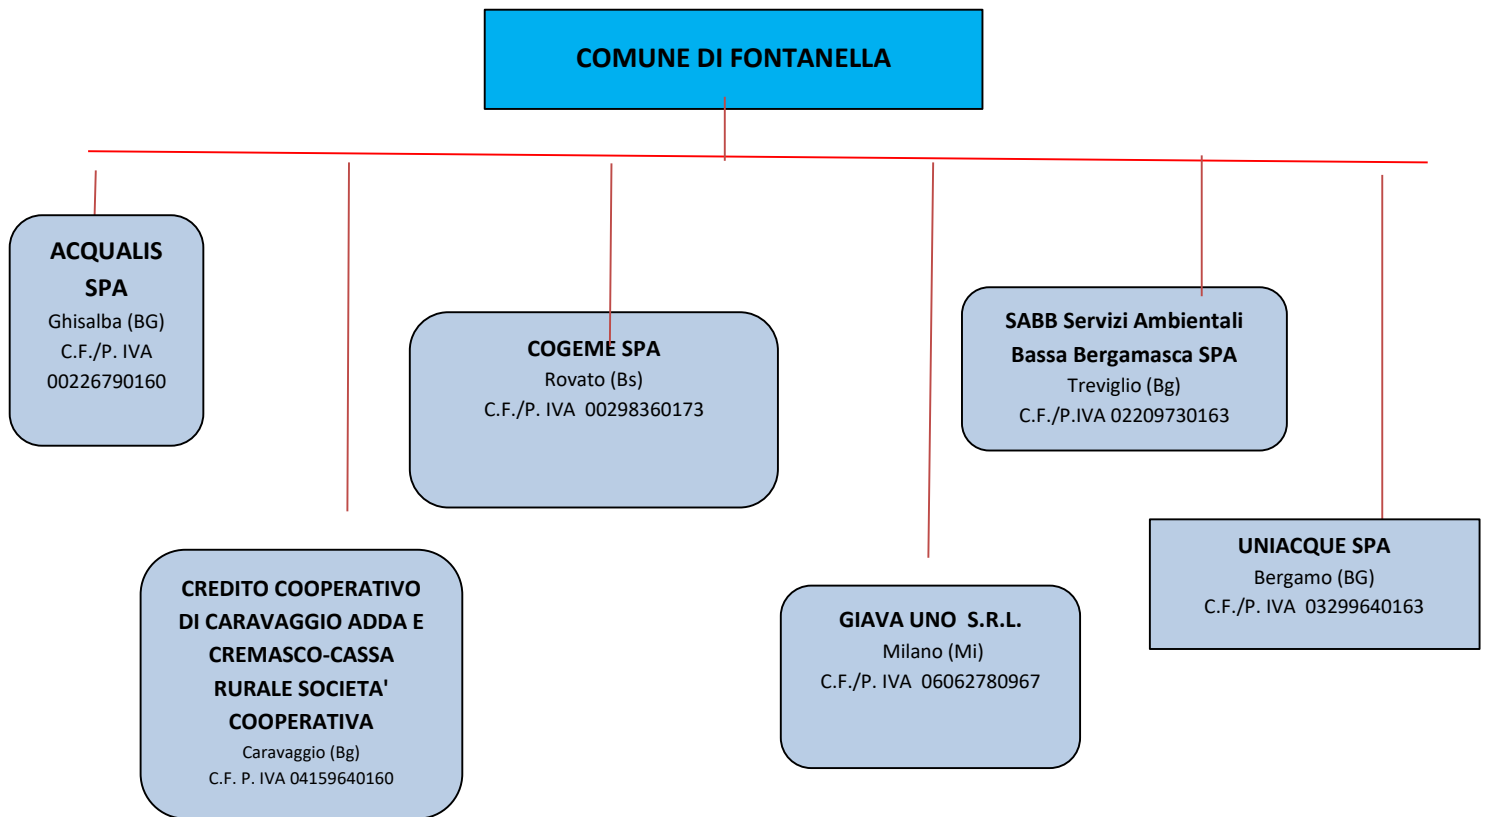 COMUNE DI FONTANELLA
ACQUALIS
SPA
Ghisalba (BG)
C.F./P. IVA
00226790160
COGEME SPA
Rovato (Bs)
C.F./P. IVA  00298360173
SABB Servizi Ambientali
Bassa Bergamasca SPA
Treviglio (Bg)
C.F./P.IVA 02209730163
CREDITO COOPERATIVO
DI CARAVAGGIO ADDA E
CREMASCO-CASSA
RURALE SOCIETA'
COOPERATIVA
Caravaggio (Bg)
C.F. P. IVA 04159640160
GIAVA UNO  S.R.L.
Milano (Mi)
C.F./P. IVA  06062780967
UNIACQUE SPA
Bergamo (BG)
C.F./P. IVA  03299640163